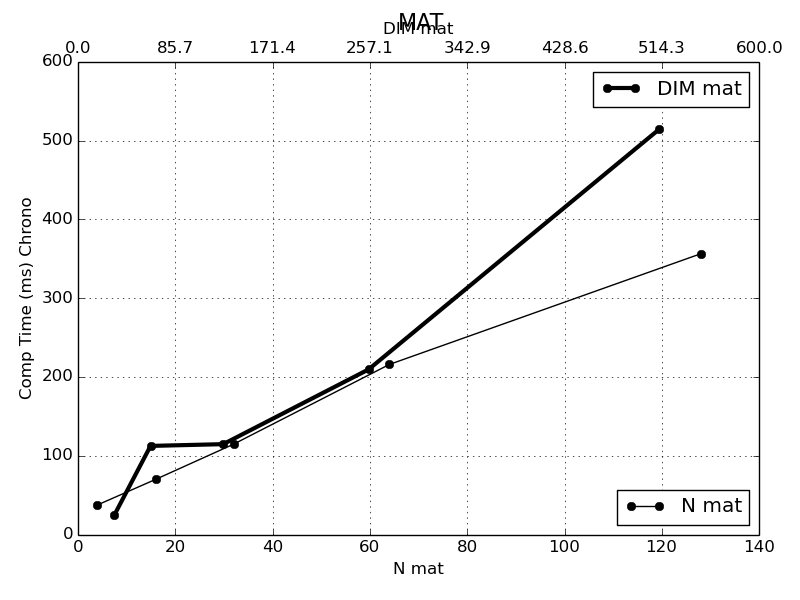 MAT
DIM mat
0.0 85.7 171.4 257.1 342.9 428.6 514.3 600.0
600
500
400
300
200
100
0
Comp Time (ms) Chrono
DIM mat
N mat
0 20 40 60 80 100 120 140
N mat